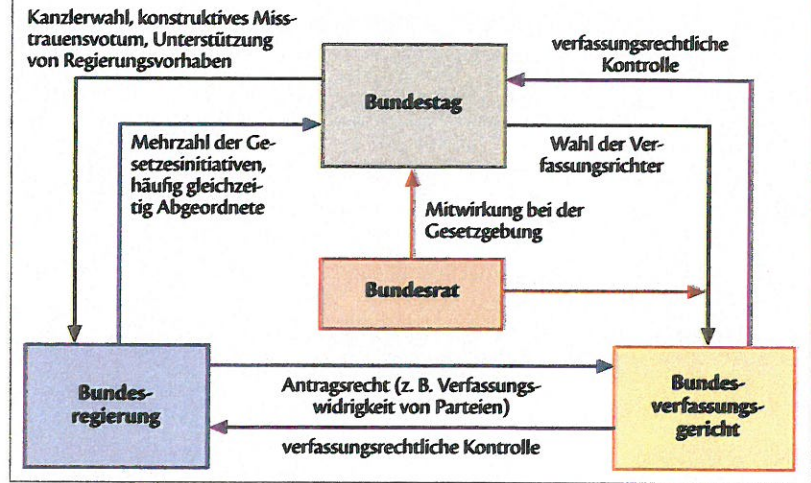 Kanzlerwahl, konstruktives Miss-
trauensvotum, Unterstützung
von Regierungsvorhaben
verfassungsrechtliche
Kontrolle
Bundestag
Mehrzahl der Ge-
setzesinitiativen,
häufig gleichzei-
tig Abgeordnete
Wahl der Ver-
fassungsrichter
Mitwirkung bei der
Gesetzgebung
Bundesrat
Bundes-
regierung
Antragsrecht (z. B. Verfassungs-
widrigkeit von Parteien)
verfassungsrechtliche Kontrolle
Bundes-
verfassungs-
gericht